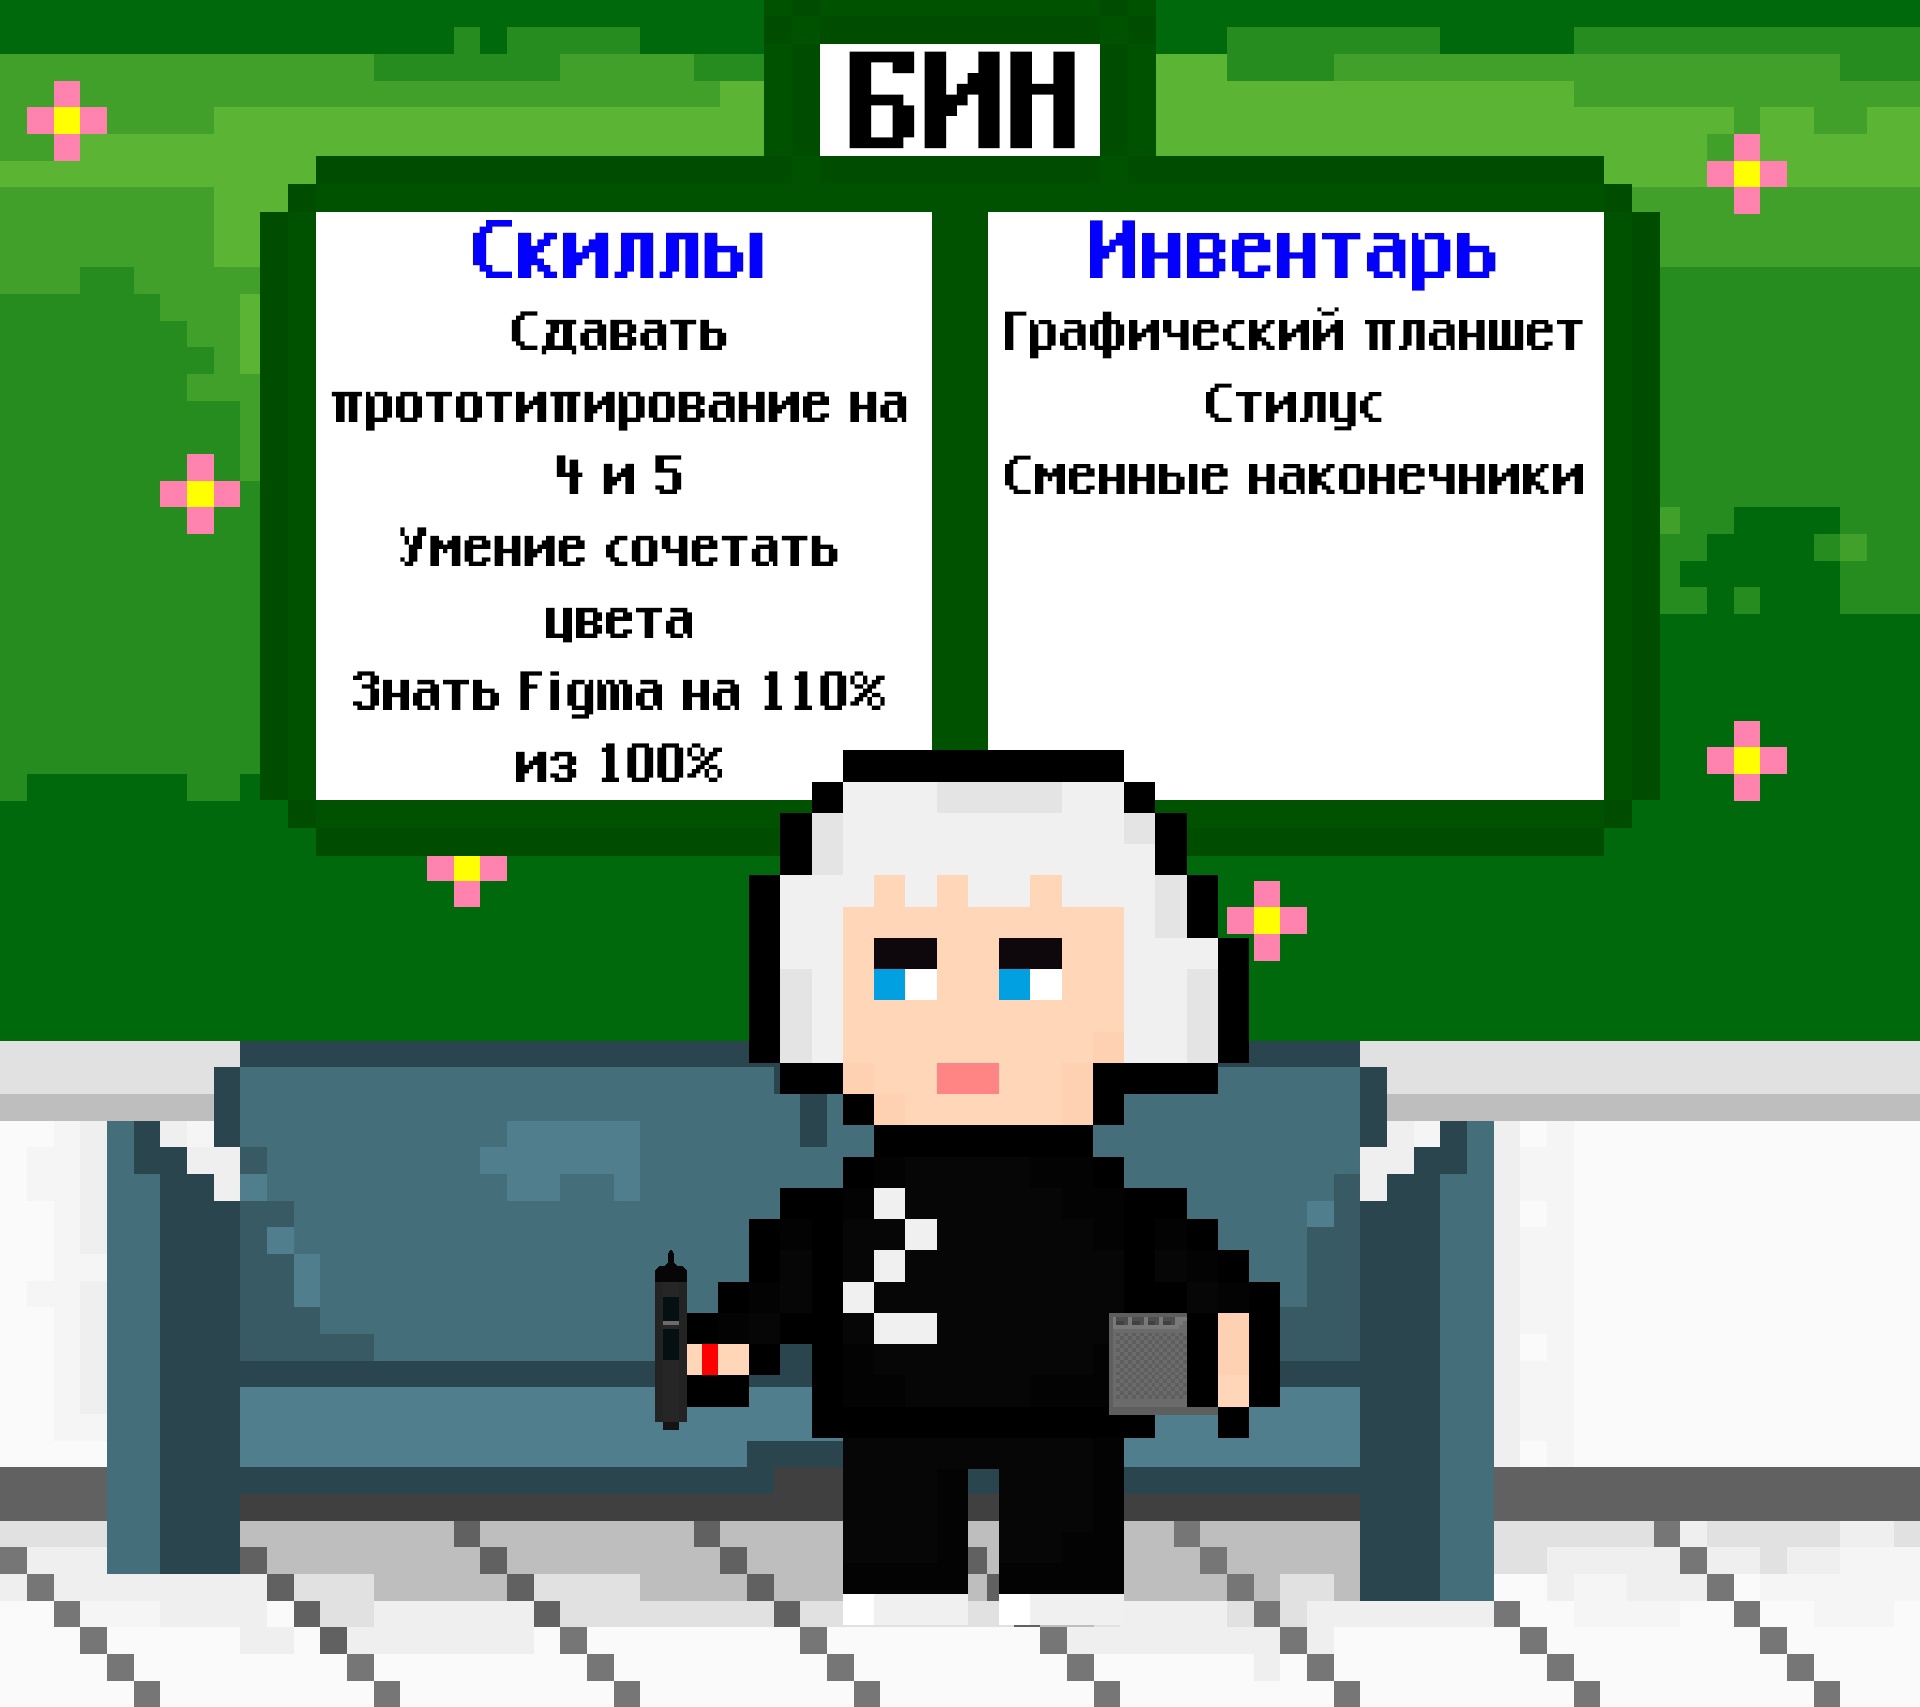 БИН
Скиллы
Сдавать
прототипирование на
4 и 5
Умение сочетать
цвета
Знать Figma на 110%
из 100%
Инвентарь
Графический планшет
Стилус
Сменные наконечники